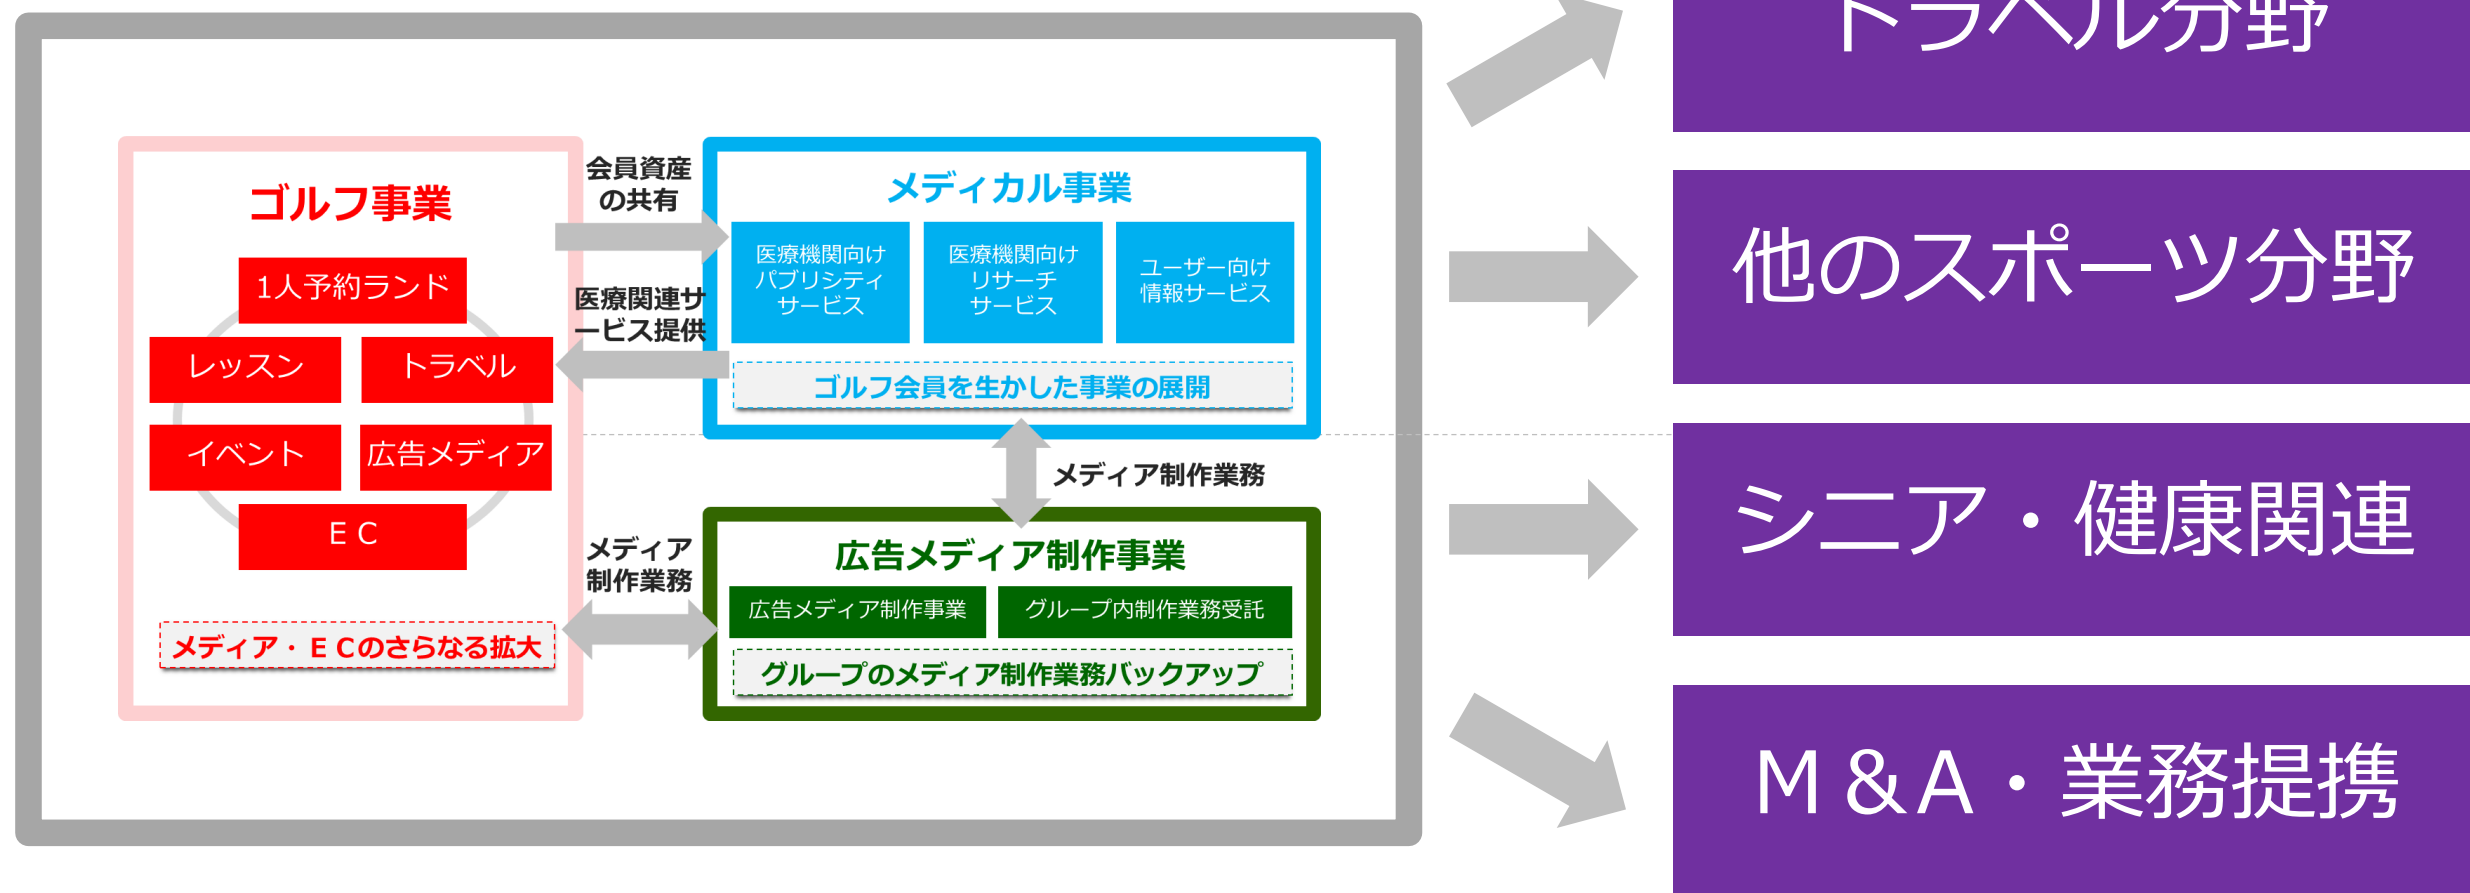 会員資産
の共有
ゴルフ事業
1人予約ランド
レッスン
トラベル
イベント
広告メディア
ＥＣ
メディア・ＥＣのさらなる拡大
医療関連サ
ービス提供
メディア
制作業務
メディカル事業
医療機関向け
パブリシティ
サービス
医療機関向け
リサーチ
サービス
ユーザー向け
情報サービス
ゴルフ会員を生かした事業の展開
メディア制作業務
広告メディア制作事業
広告メディア制作事業
グループ内制作業務受託
グループのメディア制作業務バックアップ
トラベル分野
他のスポーツ分野
シニア・健康関連
Ｍ＆Ａ・業務提携